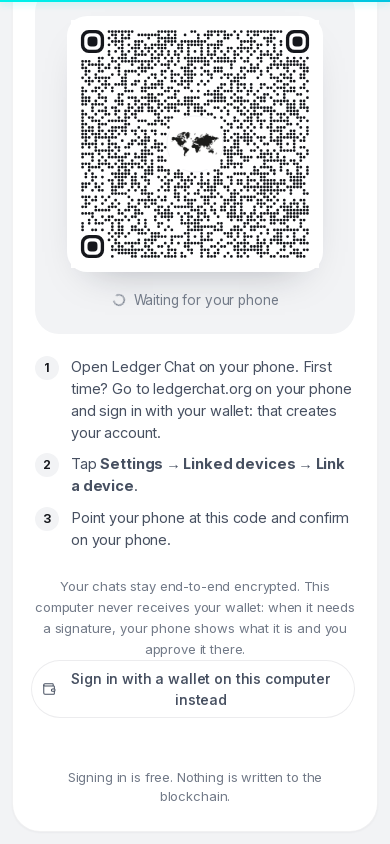 Waiting for your phone
1 Open Ledger Chat on your phone. First
time? Go to ledgerchat.org on your phone
and sign in with your wallet: that creates
your account.
2 Tap Settings → Linked devices → Link
a device.
3 Point your phone at this code and confirm
on your phone.
Your chats stay end-to-end encrypted. This
computer never receives your wallet: when it needs
a signature, your phone shows what it is and you
approve it there.
Sign in with a wallet on this computer
instead
Signing in is free. Nothing is written to the
blockchain.